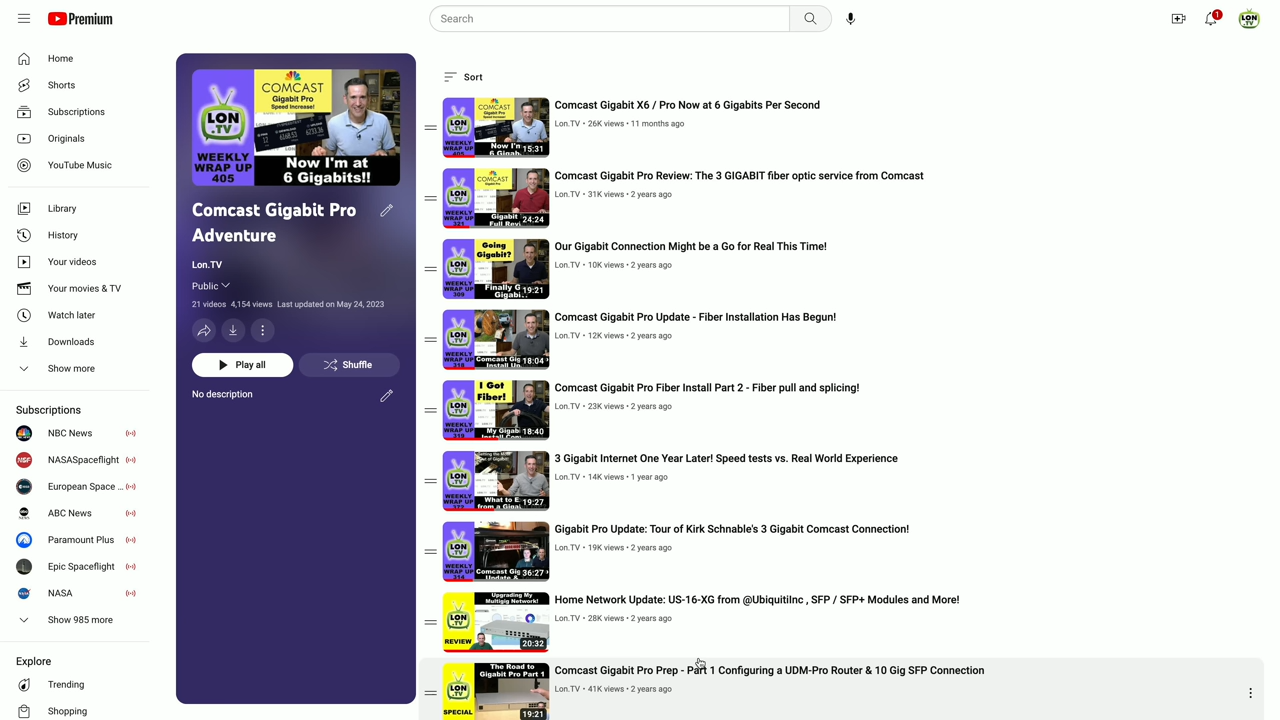 Premium
Search
1
LON.TV
Home
Shorts
Subscriptions
Originals
YouTube Music
Library
History
Your videos
Your movies & TV
Watch later
Downloads
Show more
Subscriptions
NBC News
NASASpaceflight
European Space ...
ABC News
Paramount Plus
Epic Spaceflight
NASA
Show 985 more
Explore
Trending
Shopping
LON.TV
WEEKLY
WRAP UP
405
COMCAST
Gigabit Pro
Speed Increase!
Now I'm at
6 Gigabits!!
Comcast Gigabit Pro
Adventure
Lon.TV
Public
21 videos 4,154 views Last updated on May 24, 2023
Play all
Shuffle
No description
Sort
15:31
Comcast Gigabit X6 / Pro Now at 6 Gigabits Per Second
Lon.TV • 26K views • 11 months ago
24:24
Comcast Gigabit Pro Review: The 3 GIGABIT fiber optic service from Comcast
Lon.TV • 31K views • 2 years ago
Going
Gigabit?
19:21
Our Gigabit Connection Might be a Go for Real This Time!
Lon.TV • 10K views • 2 years ago
18:04
Comcast Gigabit Pro Update - Fiber Installation Has Begun!
Lon.TV • 12K views • 2 years ago
I Got
Fiber!
18:40
Comcast Gigabit Pro Fiber Install Part 2 - Fiber pull and splicing!
Lon.TV • 23K views • 2 years ago
19:27
3 Gigabit Internet One Year Later! Speed tests vs. Real World Experience
Lon.TV • 14K views • 1 year ago
36:27
Gigabit Pro Update: Tour of Kirk Schnable's 3 Gigabit Comcast Connection!
Lon.TV • 19K views • 2 years ago
Upgrading My
Multigig Network!
REVIEW
20:32
Home Network Update: US-16-XG from @UbiquitiInc , SFP / SFP+ Modules and More!
Lon.TV • 28K views • 2 years ago
The Road to
Gigabit Pro Part 1
SPECIAL
19:21
Comcast Gigabit Pro Prep - Part 1 Configuring a UDM-Pro Router & 10 Gig SFP Connection
Lon.TV • 41K views • 2 years ago